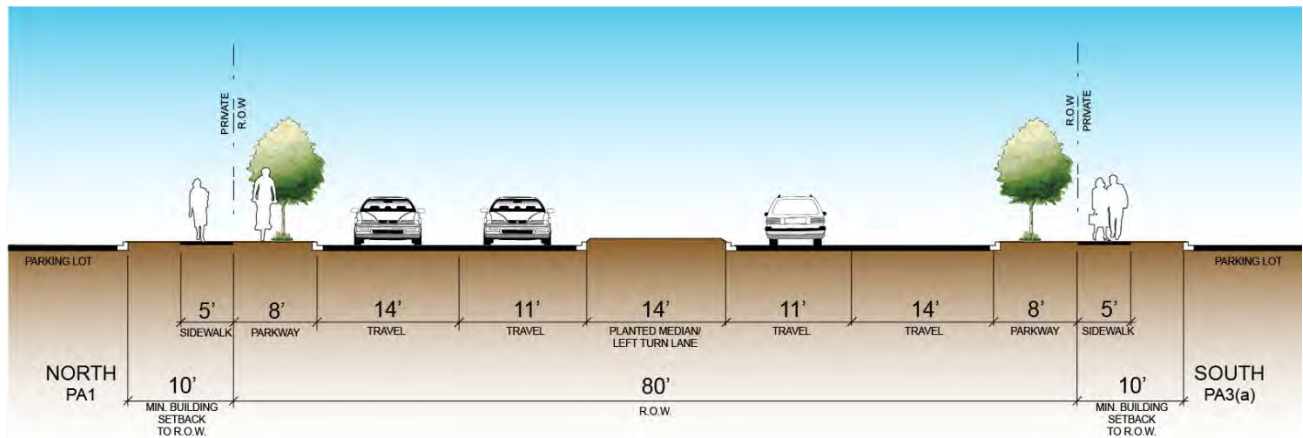 PRIVATE
R.O.W
R.O.W
PRIVATE
PARKING LOT
PARKING LOT
5'
8'
14'
11'
14'
11'
14'
8'
5'
SIDEWALK
PARKWAY
TRAVEL
TRAVEL
PLANTED MEDIAN/
LEFT TURN LANE
TRAVEL
TRAVEL
PARKWAY
SIDEWALK
NORTH
PA1
10'
MIN. BUILDING
SETBACK
TO R.O.W.
80'
R.O.W.
10'
MIN. BUILDING
SETBACK
TO R.O.W.
SOUTH
PA3(a)